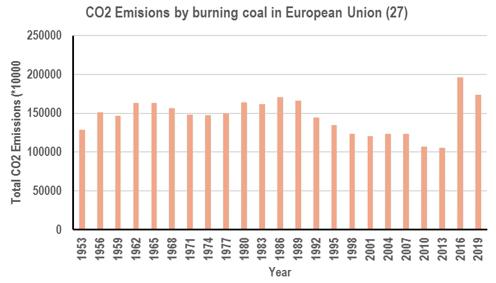 CO2 Emisions by burning coal in European Union (27)
Total CO2 Emissions (*10000
250000
200000
150000
100000
50000
0
1953 1956 1959 1962 1965 1968 1971 1974 1977 1980 1983 1986 1989 1992 1995 1998 2001 2004 2007 2010 2013 2016 2019
Year